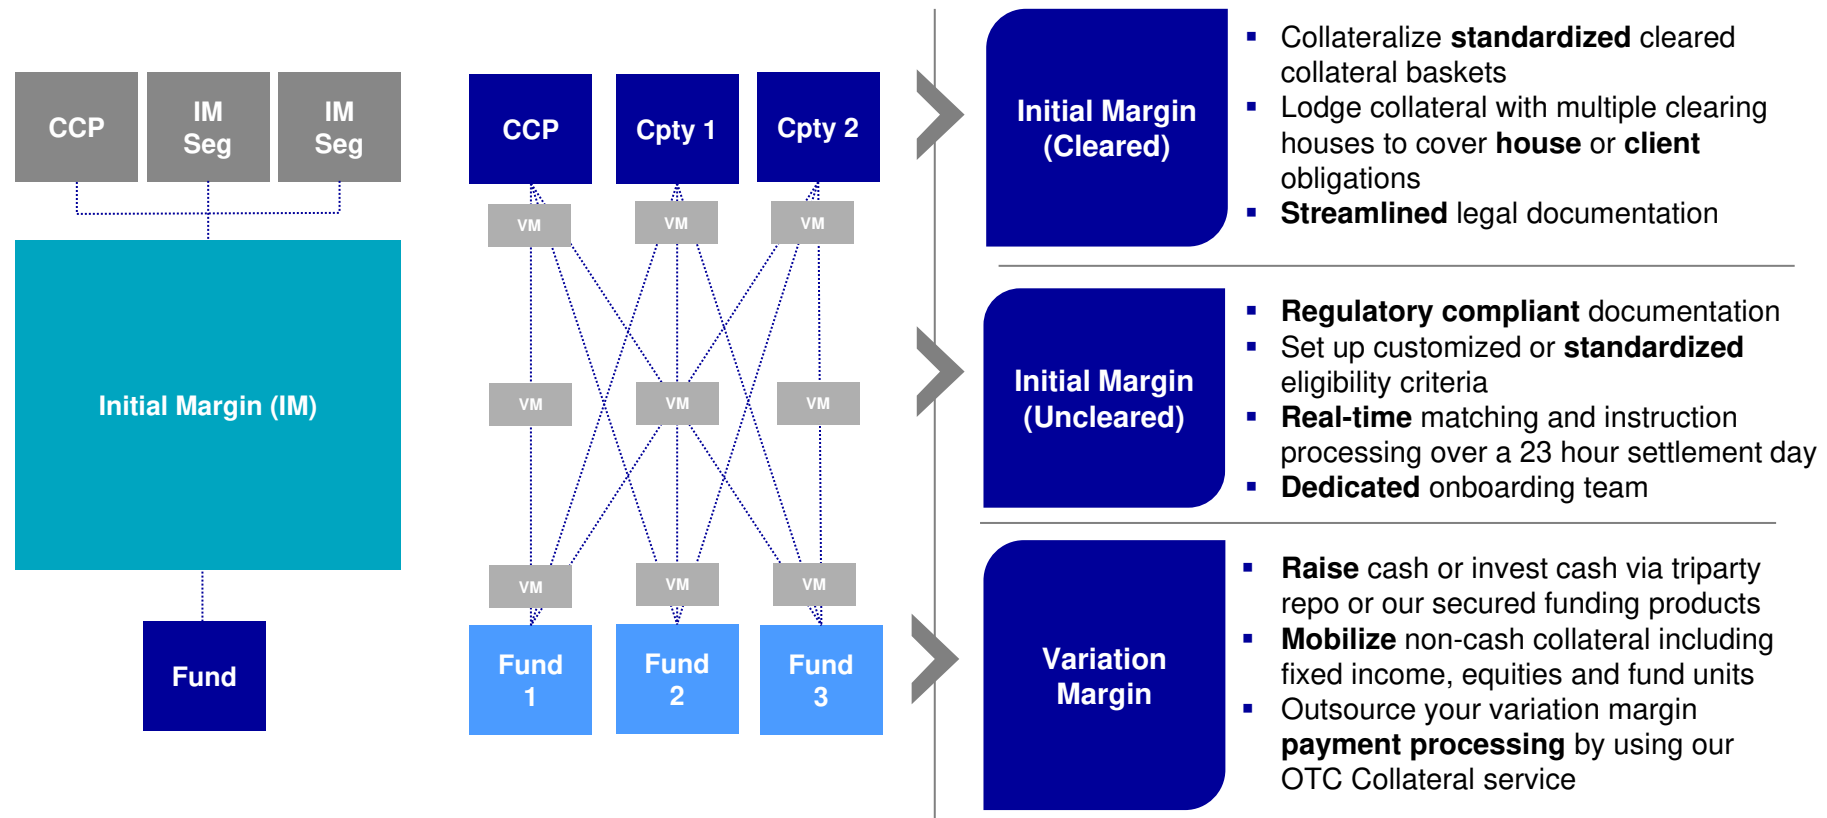 CCP
IM
Seg
IM
Seg
Initial Margin (IM)
Fund
CCP
Cpty 1
Cpty 2
VM
VM
VM
VM
VM
VM
VM
VM
VM
Fund
1
Fund
2
Fund
3
Initial Margin
(Cleared)
▪ Collateralize standardized cleared
collateral baskets
▪ Lodge collateral with multiple clearing
houses to cover house or client
obligations
▪ Streamlined legal documentation
Initial Margin
(Uncleared)
▪ Regulatory compliant documentation
▪ Set up customized or standardized
eligibility criteria
▪ Real-time matching and instruction
processing over a 23 hour settlement day
▪ Dedicated onboarding team
Variation
Margin
▪ Raise cash or invest cash via triparty
repo or our secured funding products
▪ Mobilize non-cash collateral including
fixed income, equities and fund units
▪ Outsource your variation margin
payment processing by using our
OTC Collateral service